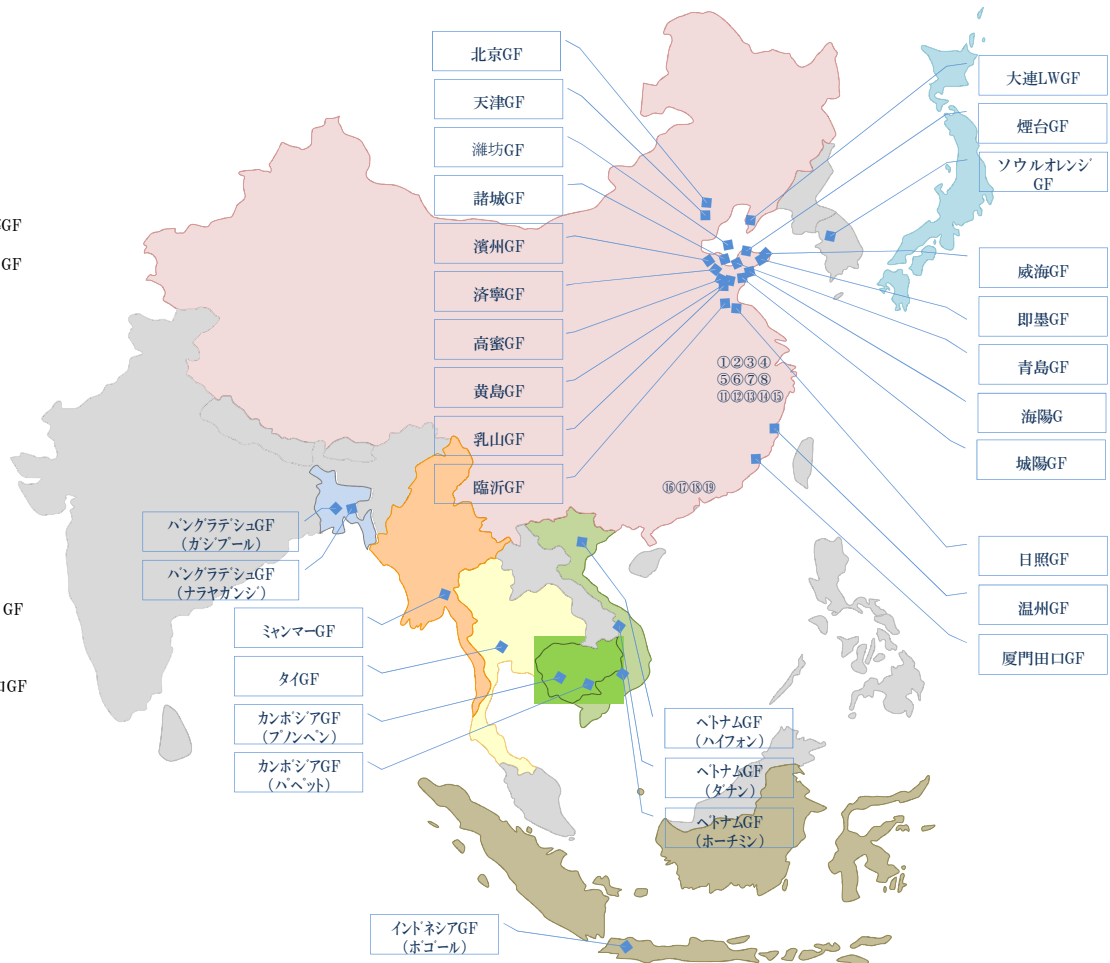 北京GF
天津GF
濰坊GF
諸城GF
濱州GF
済寧GF
高蜜GF
黄島GF
乳山GF
臨沂GF
大連LWGF
煙台GF
ソウルオレンジ
GF
威海GF
即墨GF
青島GF
海陽G
城陽GF
日照GF
温州GF
厦門田口GF
GF
GF
GF
GF
①②③④
⑤⑥⑦⑧
⑪⑫⑬⑭⑮
⑯⑰⑱⑲
バングラデシュGF
(ガジプール)
バングラデシュGF
(ナラヤガンジ)
ミャンマーGF
タイGF
カンボジアGF
(プノンペン)
カンボジアGF
(バベット)
ベトナムGF
(ハイフォン)
ベトナムGF
(ダナン)
ベトナムGF
(ホーチミン)
インドネシアGF
(ボゴール)